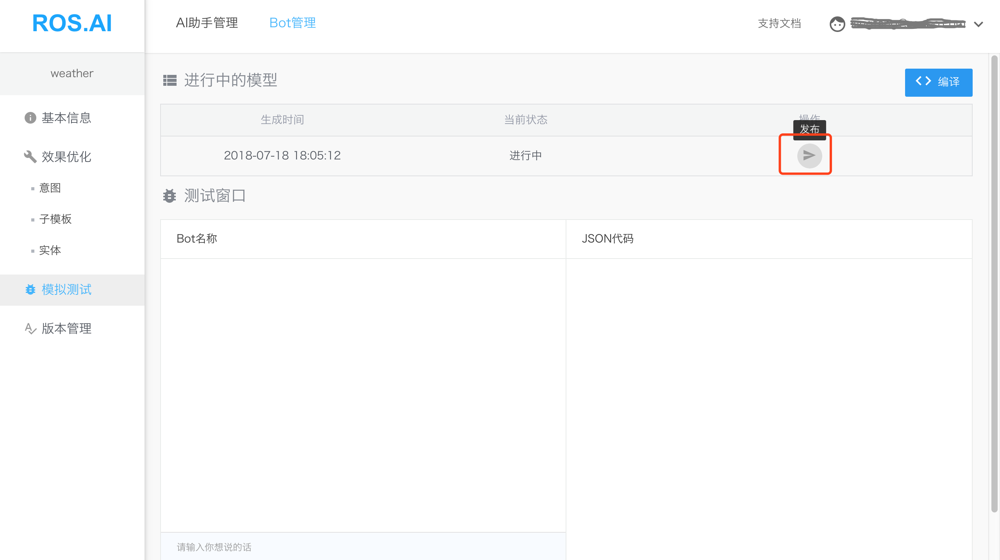 ROS.AI
AI助手管理
Bot管理
支持文档
weather
基本信息
效果优化
意图
子模板
实体
模拟测试
版本管理
进行中的模型
编译
生成时间
当前状态
操作
发布
2018-07-18 18:05:12
进行中
测试窗口
Bot名称
JSON代码
请输入你想说的话